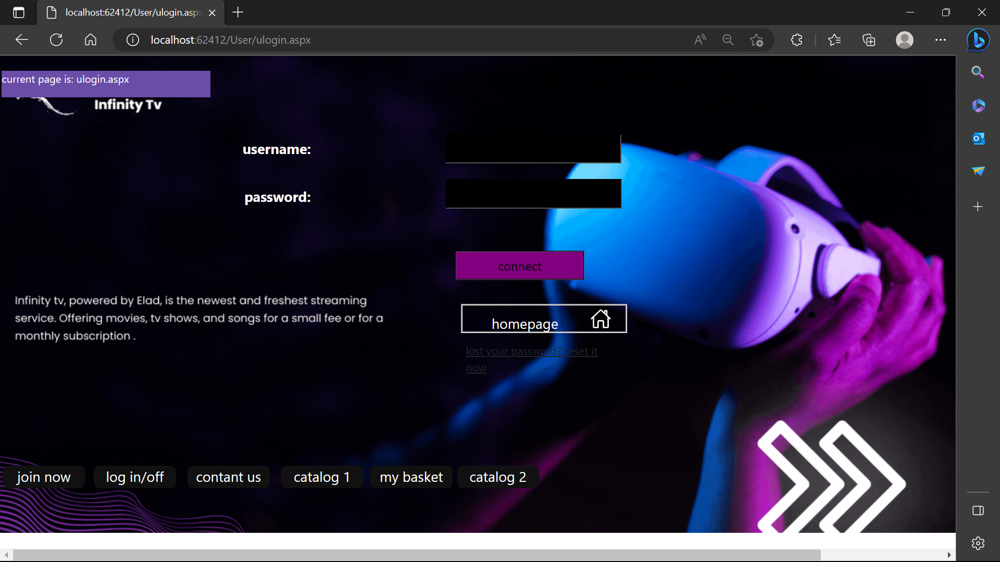 localhost:62412/User/ulogin.asp
localhost:62412/User/ulogin.aspx
current page is: ulogin.aspx
Infinity Tv
username:
password:
connect
Infinity tv, powered by Elad, is the newest and freshest streaming
service. Offering movies, tv shows, and songs for a small fee or for a
monthly subscription .
homepage
lost your password? reset it
now
join now
log in/off
contant us
catalog 1
my basket
catalog 2